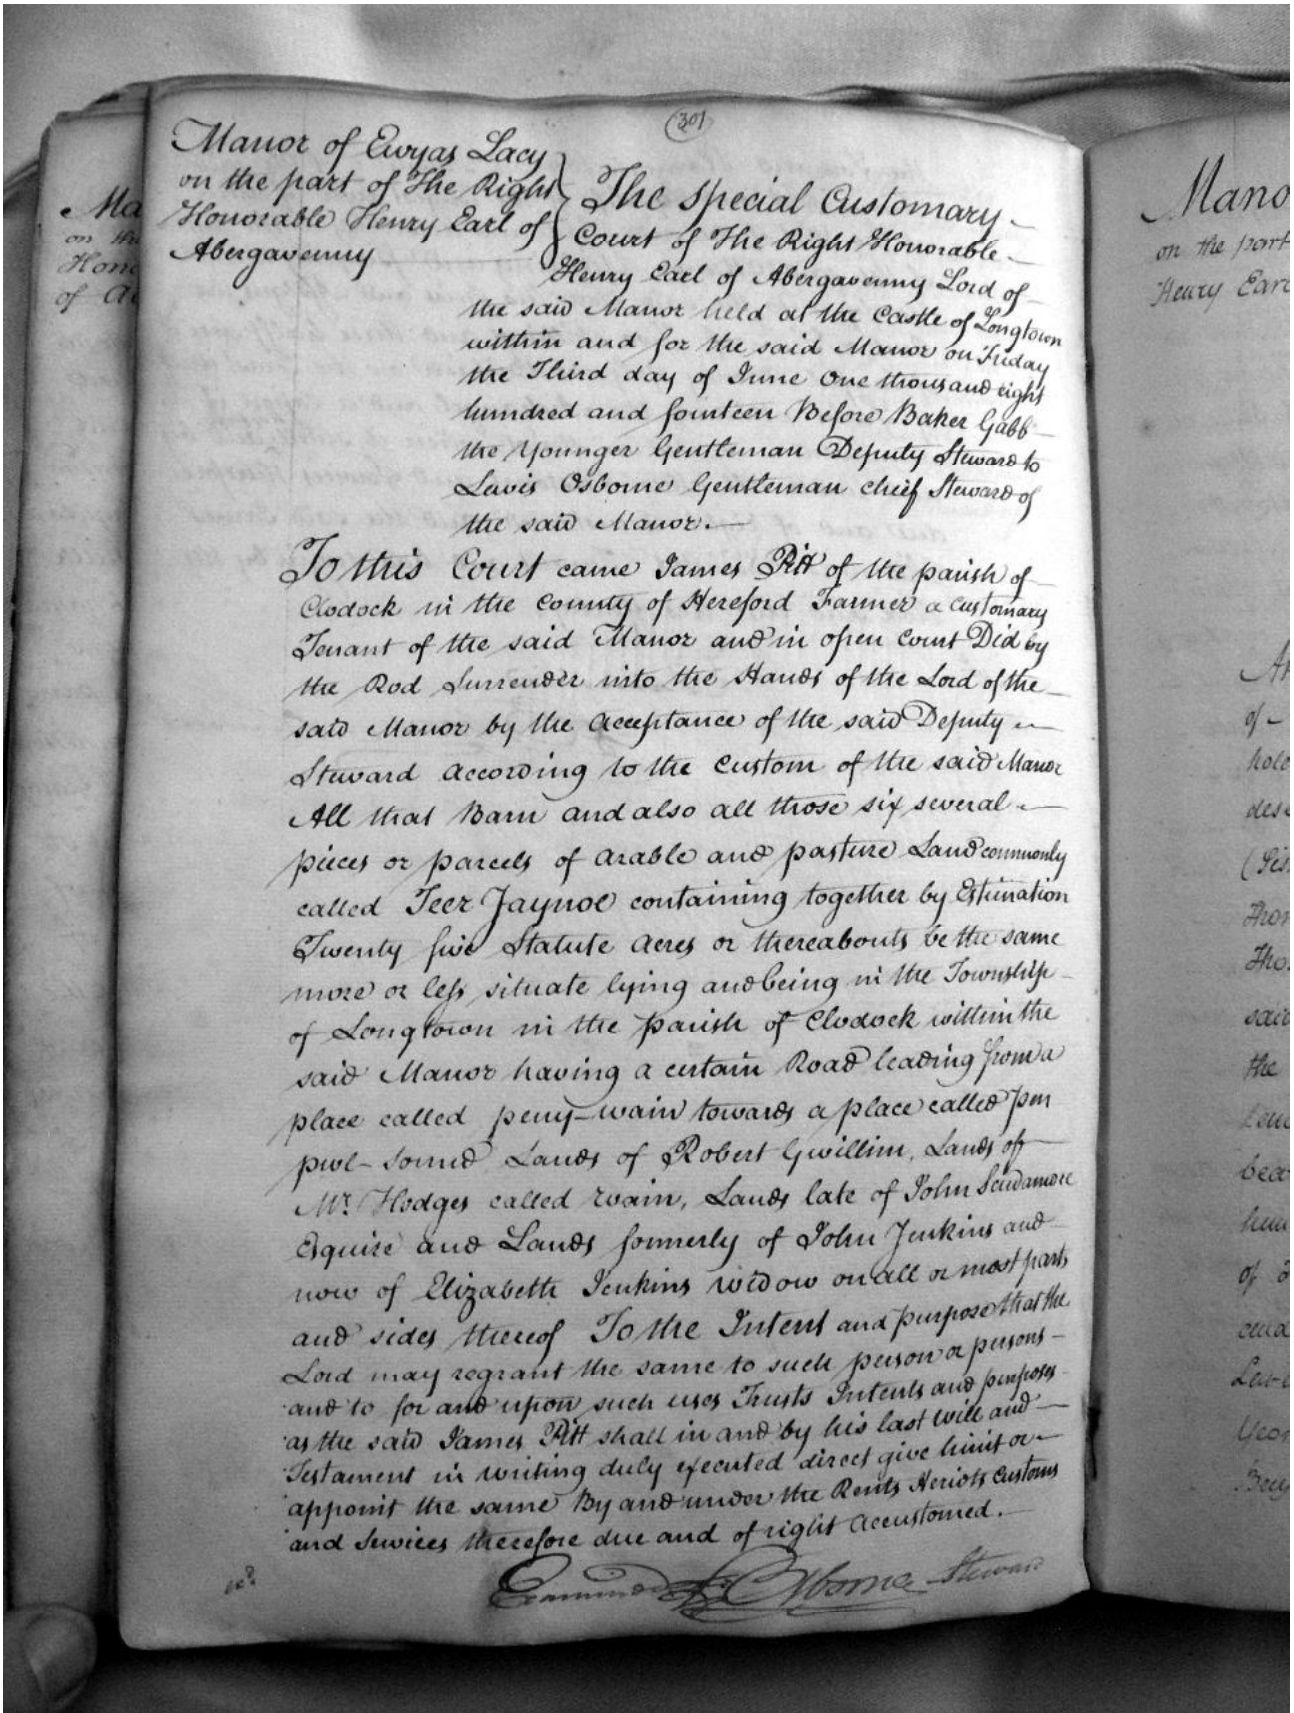 301
Manor of Ewyas Lacy
on the part of The Right
Honorable Henry Earl of
Abergavenny
The special Customary
Court of The Right Honorable
Henry Earl of Abergavenny Lord of
the said Manor held at the Castle of Longtown
within and for the said Manor on Friday
the Third day of June One thousand eight
hundred and fourteen Before Baker Gabb
the Younger Gentleman Deputy Steward to
Lewis Osborne Gentleman chief Steward of
the said Manor.
To this Court came James Pitt of the parish of
Clodock in the County of Hereford Farmer a Customary
Tenant of the said Manor and in open Court Did by
the Rod Surrender into the Hands of the Lord of the
said Manor by the Acceptance of the said Deputy
Steward according to the Custom of the said Manor
All that Barn and also all those six several
pieces or parcels of arable and pasture Land commonly
called Teer Jaynoe containing together by Estimation
Twenty five Statute Acres or thereabouts be the same
more or less situate lying and being in the Township
of Longtown in the parish of Clodock within the
said Manor having a certain Road leading from a
place called peny-wain towards a place called pen
pwl-Sound Lands of Robert Gwillim, Lands of
Mr. Hodges called wain, Lands late of John Scudamore
Esquire and Lands formerly of John Jenkins and
now of Elizabeth Jenkins widow on all or most parts
and sides thereof To the Intent and purpose that the
Lord may regrant the same to such person or persons
and to for and upon such uses Trusts Intents and purposes
as the said James Pitt shall in and by his last will and
Testament in writing duly executed direct give limit or
appoint the same By and under the Rents Heriots Customs
and Services therefore due and of right accustomed.
Examined Osborne Steward
Ma
on th
Hono
of A
Mano
on the part
Henry Earl
of
hold
des
said
the